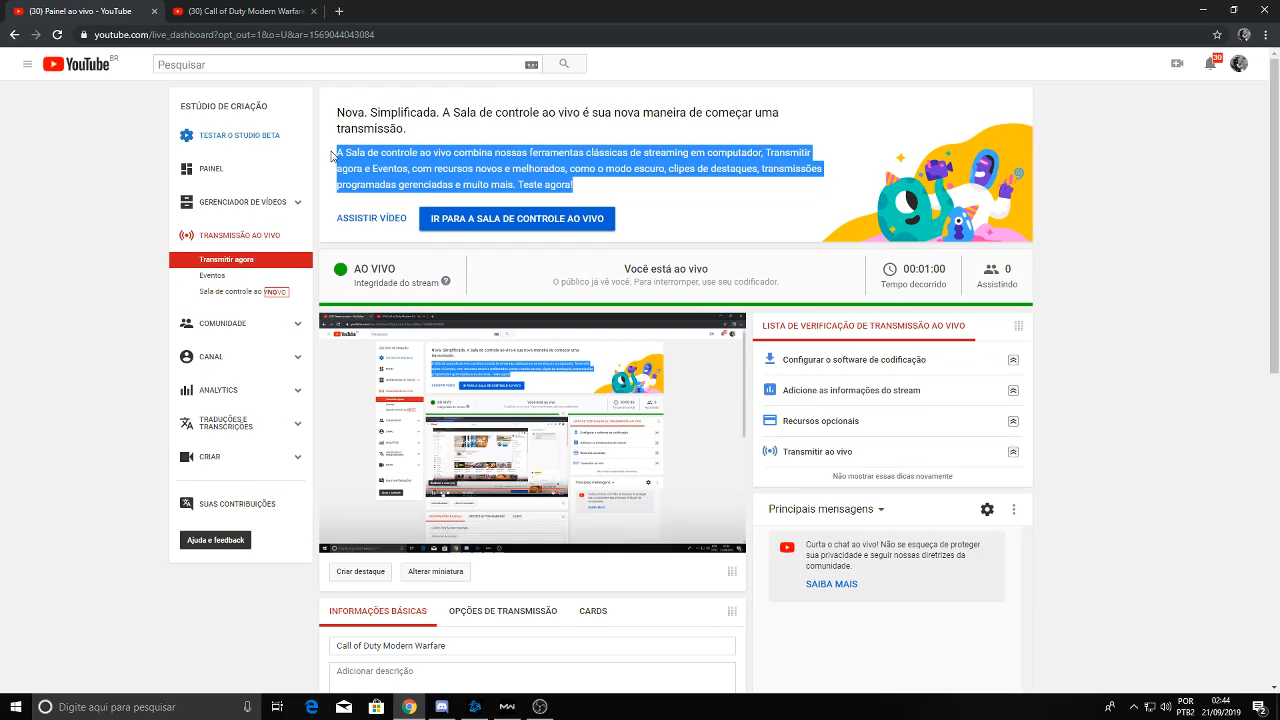 (30) Painel ao vivo - YouTube
(30) Call of Duty Modern Warfare
youtube.com/live_dashboard?opt_out=1&o=U&ar=1569044043084
YouTube BR
Pesquisar
30
ESTÚDIO DE CRIAÇÃO
TESTAR O STUDIO BETA
PAINEL
GERENCIADOR DE VÍDEOS
TRANSMISSÃO AO VIVO
Transmitir agora
Eventos
Sala de controle ao
NOVO
COMUNIDADE
CANAL
ANALYTICS
TRADUÇÕES E
TRANSCRIÇÕES
CRIAR
CONTRIBUIÇÕES
Ajuda e feedback
Nova. Simplificada. A Sala de controle ao vivo é sua nova maneira de começar uma
transmissão.
A Sala de controle ao vivo combina nossas ferramentas clássicas de streaming em computador, Transmitir
agora e Eventos, com recursos novos e melhorados, como o modo escuro, clipes de destaques, transmissões
programadas gerenciadas e muito mais. Teste agora!
ASSISTIR VÍDEO
IR PARA A SALA DE CONTROLE AO VIVO
AO VIVO
Integridade do stream
?
Você está ao vivo
O público já vê você. Para interromper, use seu codificador.
00:01:00
Tempo decorrido
0
Assistindo
LISTA DE VERIFICAÇÃO DE TRANSMISSÃO AO VIVO
Configurar o software de codificação
Adicionar informações do stream
Recursos opcionais
Transmitir ao vivo
Não mostrar essas dicas novamente
Principais mensagens
Curta o chat ao vivo! Não se esqueça de proteger
sua privacidade e seguir nossas diretrizes da
comunidade.
SAIBA MAIS
Criar destaque
Alterar miniatura
INFORMAÇÕES BÁSICAS
OPÇÕES DE TRANSMISSÃO
CARDS
Call of Duty Modern Warfare
Adicionar descrição
Digite aqui para pesquisar
POR
PTB2
02:44
21/09/2019